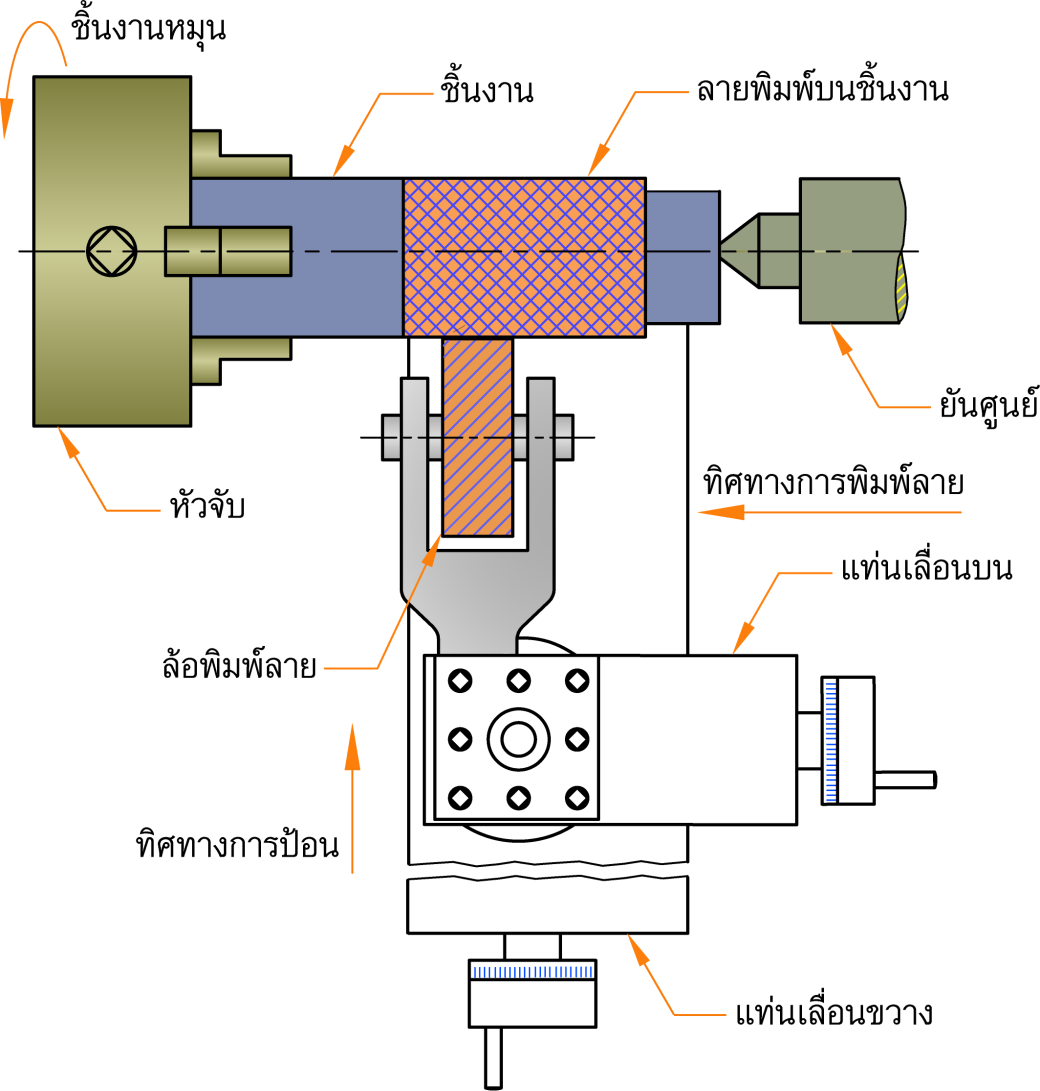 ชิ้นงานหมุน
ชิ้นงาน
ลายพิมพ์บนชิ้นงาน
ยันศูนย์
ทิศทางการพิมพ์ลาย
หัวจับ
แท่นเลื่อนบน
ล้อพิมพ์ลาย
ทิศทางการป้อน
แท่นเลื่อนขวาง